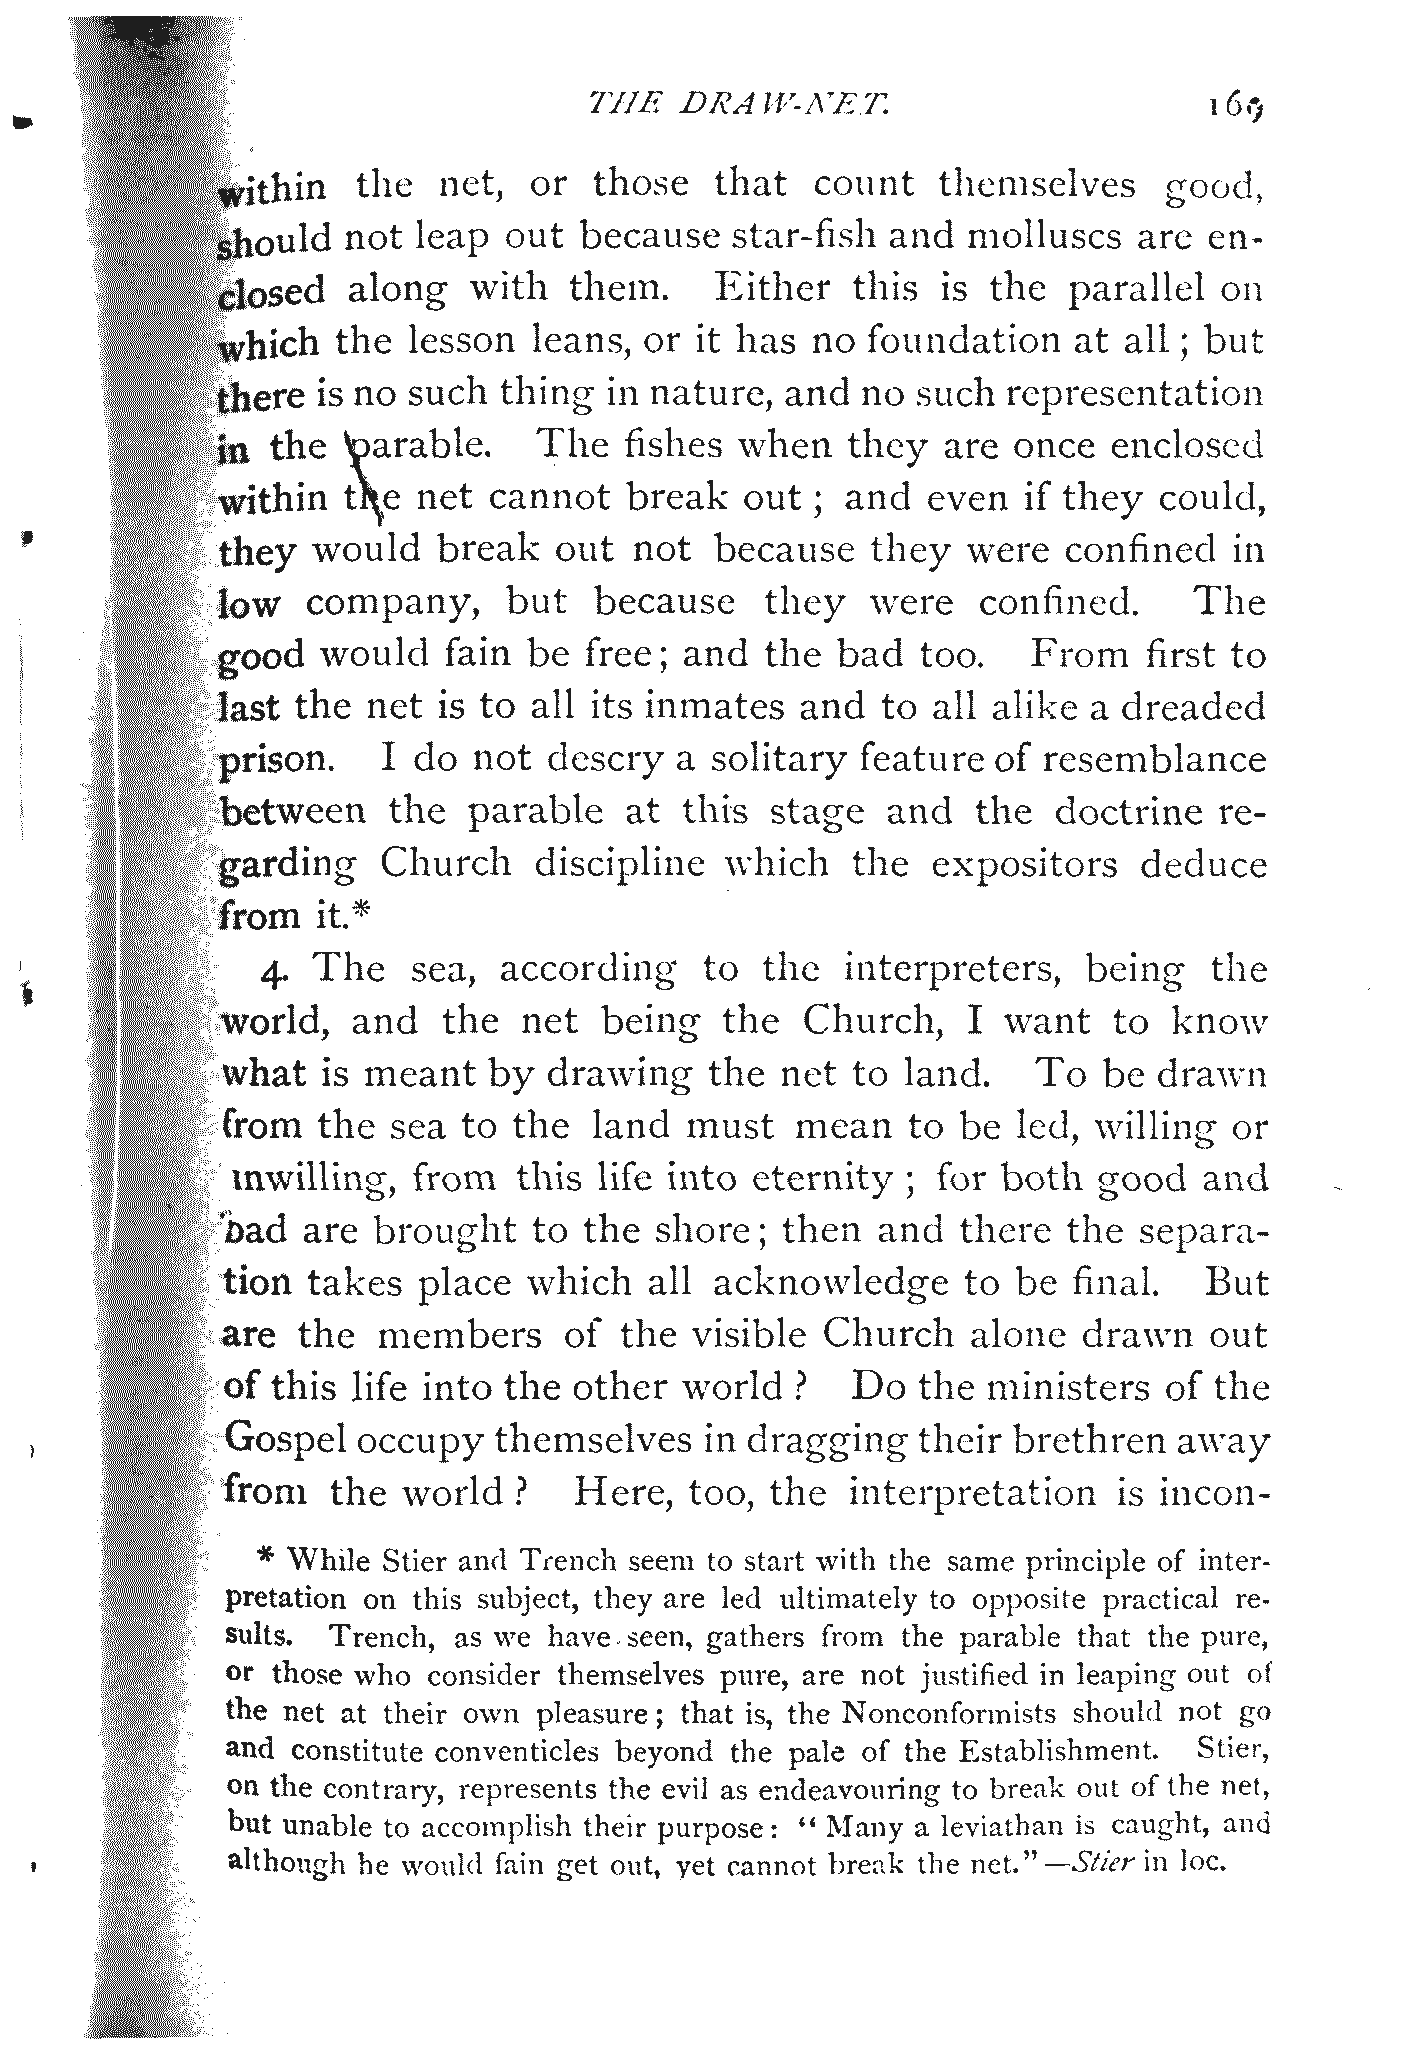 THE DRAW-NET. 169
within the net, or those that count themselves good,
should not leap out because star-fish and molluscs are en-
closed along with them. Either this is the parallel on
which the lesson leans, or it has no foundation at all; but
there is no such thing in nature, and no such representation
in the parable. The fishes when they are once enclosed
within the net cannot break out; and even if they could,
they would break out not because they were confined in
low company, but because they were confined. The
good would fain be free; and the bad too. From first to
last the net is to all its inmates and to all alike a dreaded
prison. I do not descry a solitary feature of resemblance
between the parable at this stage and the doctrine re-
garding Church discipline which the expositors deduce
from it.*
4. The sea, according to the interpreters, being the
world, and the net being the Church, I want to know
what is meant by drawing the net to land. To be drawn
from the sea to the land must mean to be led, willing or
unwilling, from this life into eternity; for both good and
bad are brought to the shore; then and there the separa-
tion takes place which all acknowledge to be final. But
are the members of the visible Church alone drawn out
of this life into the other world? Do the ministers of the
Gospel occupy themselves in dragging their brethren away
from the world? Here, too, the interpretation is incon-
* While Stier and Trench seem to start with the same principle of inter-
pretation on this subject, they are led ultimately to opposite practical re-
sults. Trench, as we have seen, gathers from the parable that the pure,
or those who consider themselves pure, are not justified in leaping out of
the net at their own pleasure; that is, the Nonconformists should not go
and constitute conventicles beyond the pale of the Establishment. Stier,
on the contrary, represents the evil as endeavouring to break out of the net,
but unable to accomplish their purpose: "Many a leviathan is caught, and
although he would fain get out, yet cannot break the net."—Stier in loc.